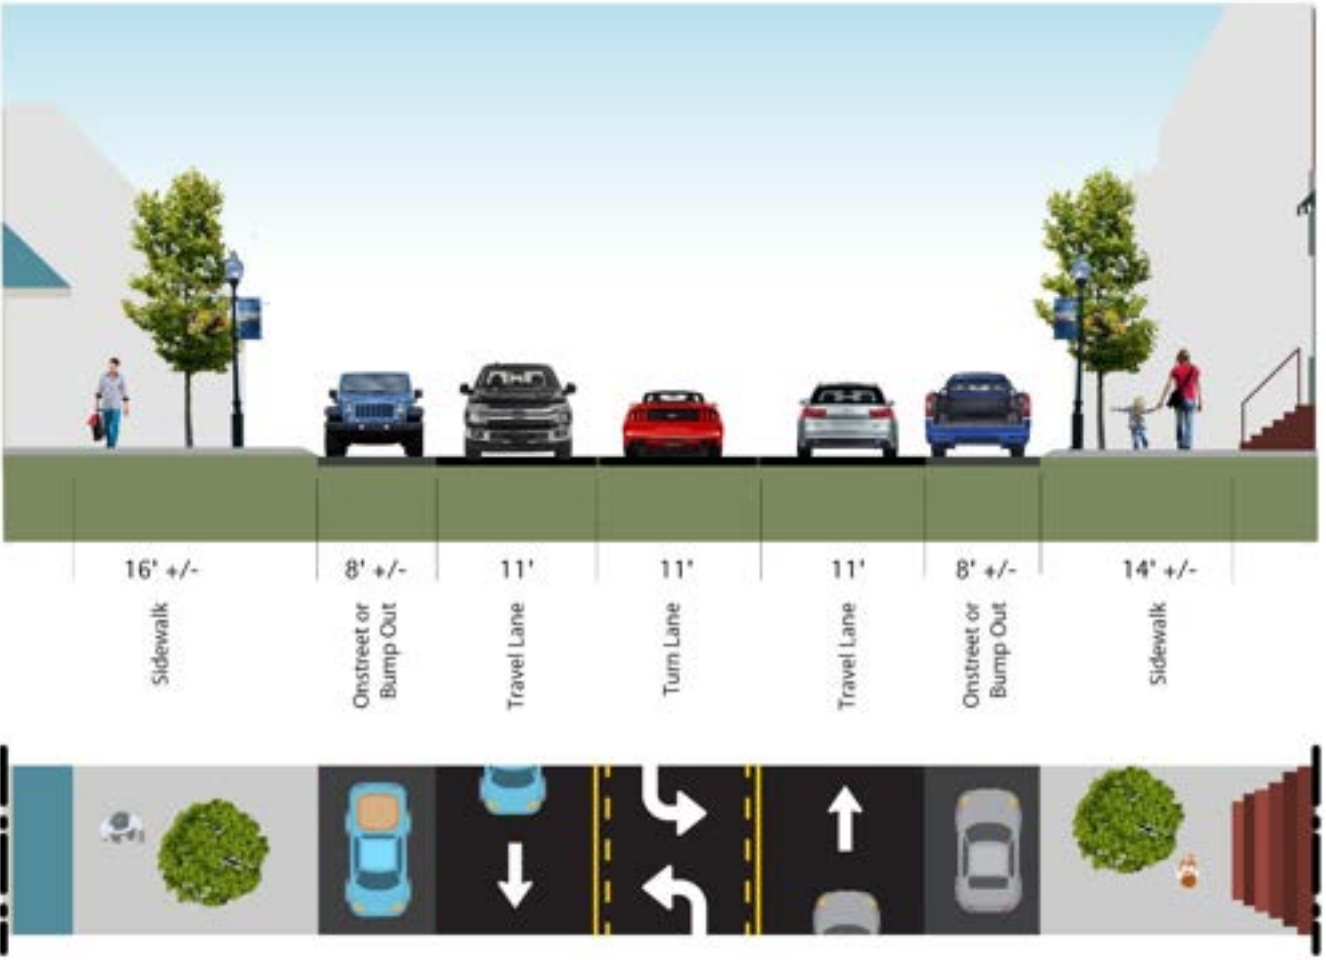 16' +/-
8' +/-
11'
11'
11'
8' +/-
14' +/-
Sidewalk
Onstreet or
Bump Out
Travel Lane
Turn Lane
Travel Lane
Onstreet or
Bump Out
Sidewalk